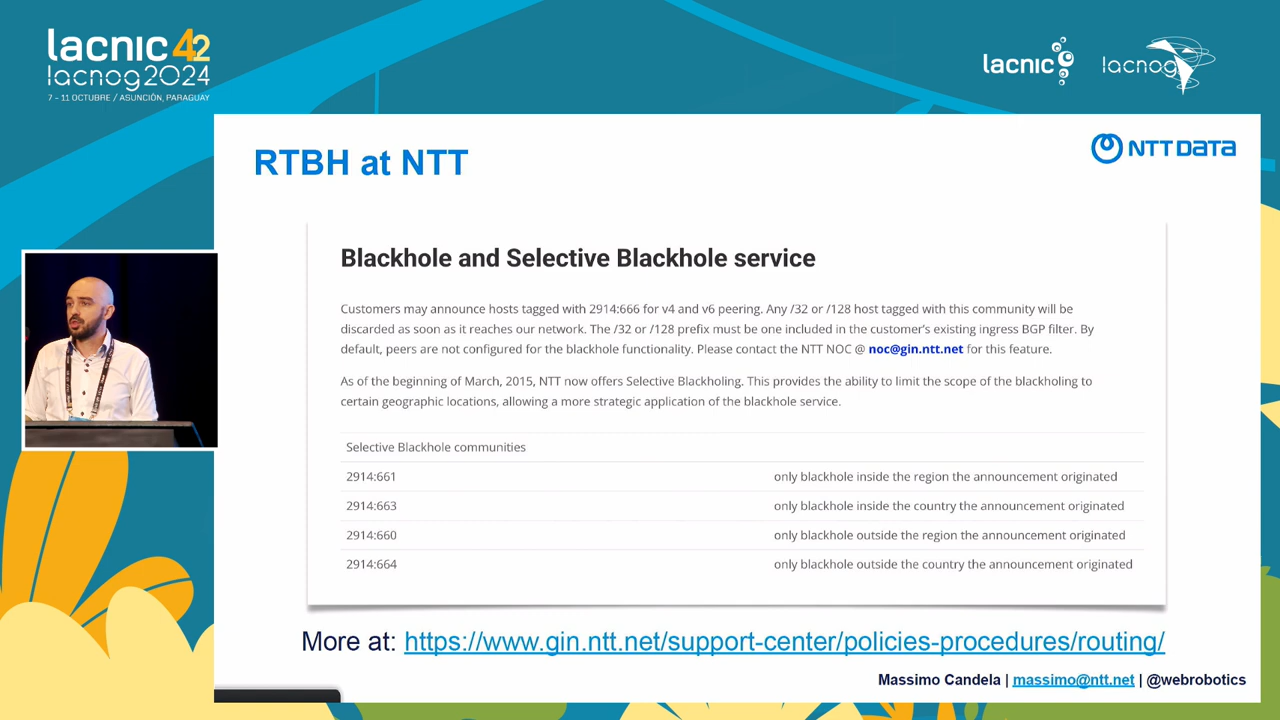 lacnic 42
lacnog 2024
7 - 11 OCTUBRE / ASUNCIÓN, PARAGUAY
lacnic
lacnog
RTBH at NTT
NTT DATA
Blackhole and Selective Blackhole service
Customers may announce hosts tagged with 2914:666 for v4 and v6 peering. Any /32 or /128 host tagged with this community will be
discarded as soon as it reaches our network. The /32 or /128 prefix must be one included in the customer's existing ingress BGP filter. By
default, peers are not configured for the blackhole functionality. Please contact the NTT NOC @ noc@gin.ntt.net for this feature.
As of the beginning of March, 2015, NTT now offers Selective Blackholing. This provides the ability to limit the scope of the blackholing to
certain geographic locations, allowing a more strategic application of the blackhole service.
Selective Blackhole communities
2914:661 only blackhole inside the region the announcement originated
2914:663 only blackhole inside the country the announcement originated
2914:660 only blackhole outside the region the announcement originated
2914:664 only blackhole outside the country the announcement originated
More at: https://www.gin.ntt.net/support-center/policies-procedures/routing/
Massimo Candela | massimo@ntt.net | @webrobotics